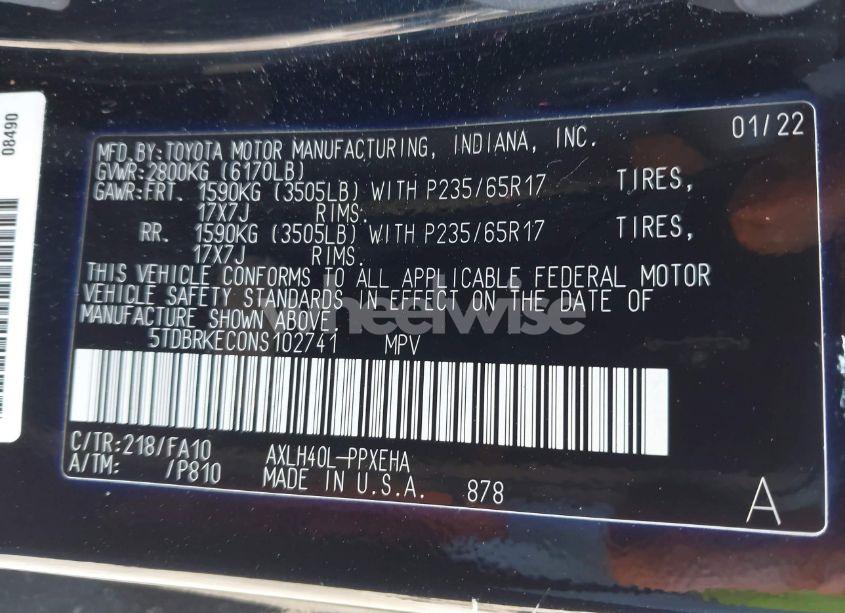 08490
MFD.BY:TOYOTA MOTOR MANUFACTURING, INDIANA, INC. 01/22
GVWR:2800KG (6170LB)
GAWR:FRT. 1590KG (3505LB) WITH P235/65R17 TIRES,
17X7J RIMS.
RR. 1590KG (3505LB) WITH P235/65R17 TIRES,
17X7J RIMS.
THIS VEHICLE CONFORMS TO ALL APPLICABLE FEDERAL MOTOR
VEHICLE SAFETY STANDARDS IN EFFECT ON THE DATE OF
MANUFACTURE SHOWN ABOVE.
wheelwise
5TDBRKEC0NS102741 MPV
C/TR:218/FA10 AXLH40L-PPXEHA
A/TM: /P810 MADE IN U.S.A. 878
A